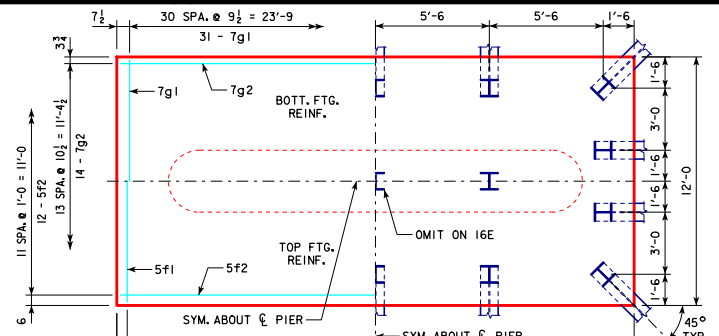 7½
30 SPA.@ 9½ = 23'-9
31 - 7g1
5'-6
5'-6
1'-6
3¾
7g1
7g2
BOTT. FTG.
REINF.
1'-6
3'-0
1'-6
1'-6
3'-0
1'-6
12'-0
11 SPA.@ 1'-0 = 11'-0
12 - 5f2
13 SPA.@ 10½ = 11'-4½
14 - 7g2
OMIT ON 16E
TOP FTG.
REINF.
5f1
5f2
6
SYM. ABOUT ℄ PIER
SYM. ABOUT ℄ PIER
45°
TYP.